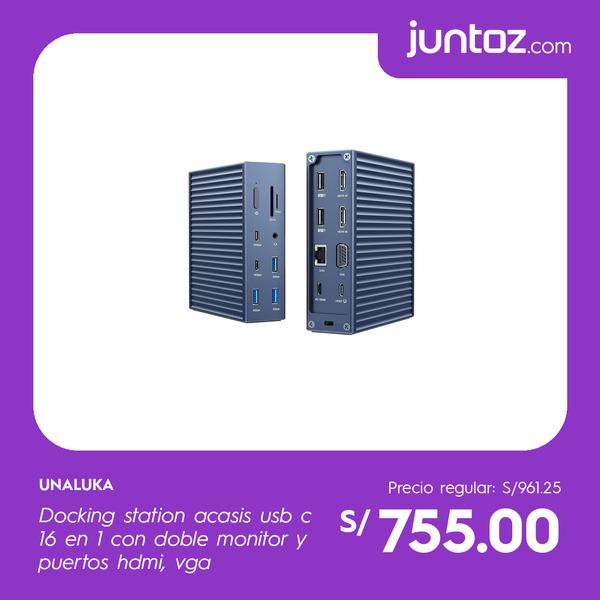 juntoz.com
UNALUKA
Docking station acasis usb c
16 en 1 con doble monitor y
puertos hdmi, vga
Precio regular: S/961.25
S/755.00